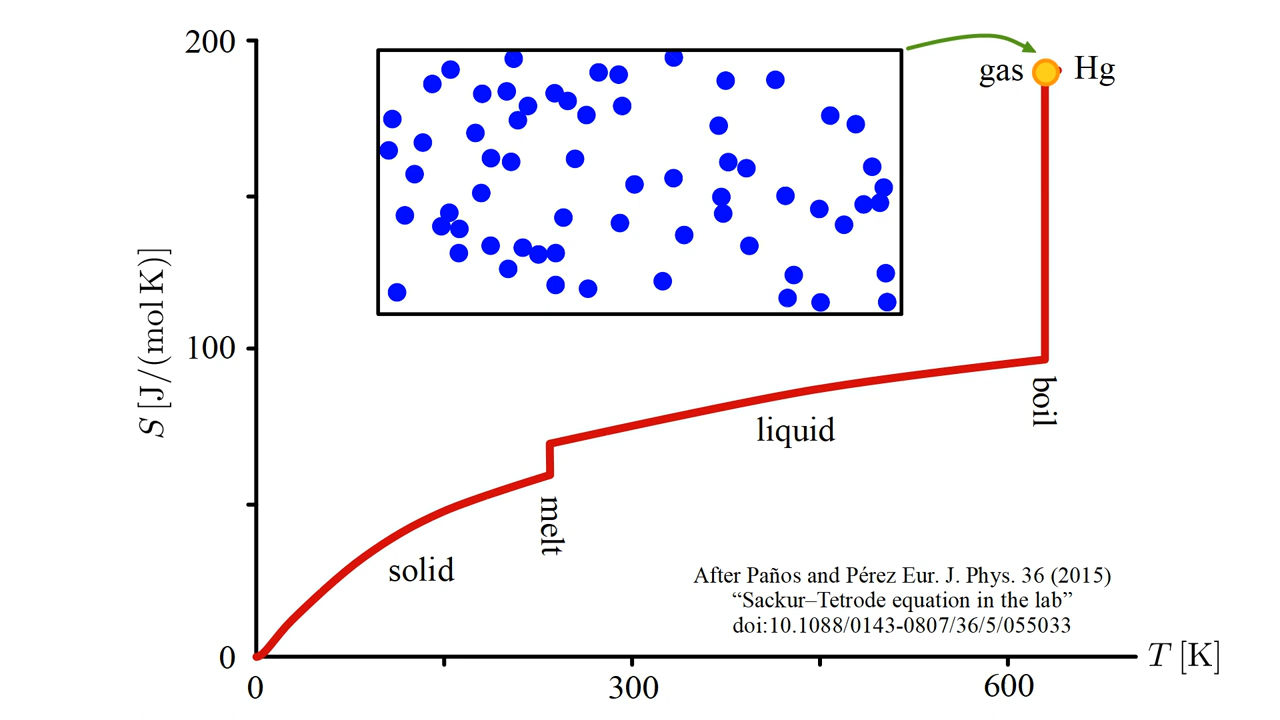 200
gas Hg
S [J/(mol K)]
100
boil
liquid
melt
solid
After Paños and Pérez Eur. J. Phys. 36 (2015)
“Sackur–Tetrode equation in the lab”
doi:10.1088/0143-0807/36/5/055033
0
T [K]
0 300 600